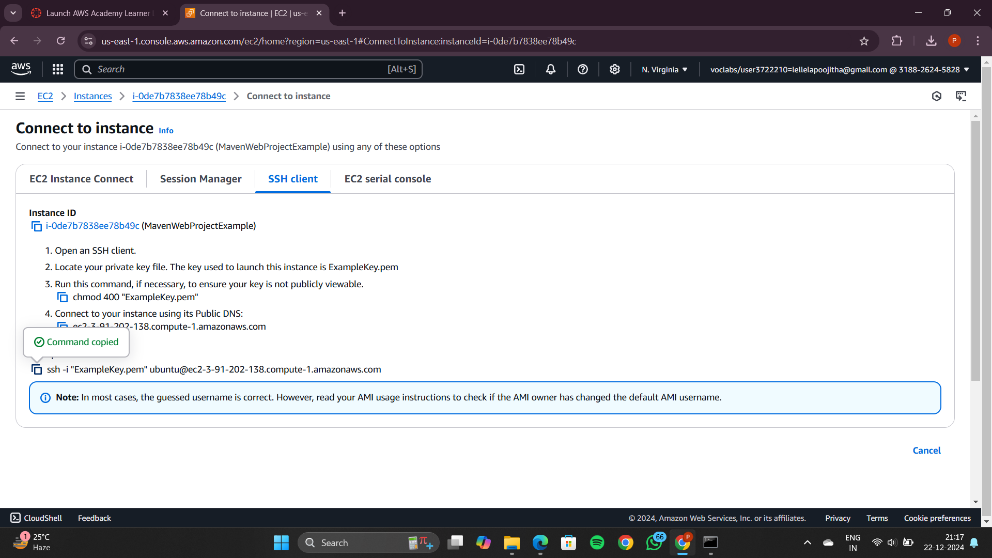 Launch AWS Academy Learner
Connect to instance | EC2 | us-e
us-east-1.console.aws.amazon.com/ec2/home?region=us-east-1#ConnectToInstance:instanceId=i-0de7b7838ee78b49c
P
aws
Search
[Alt+S]
N. Virginia
voclabs/user3722210=lellelapoojitha@gmail.com @ 3188-2624-5828
EC2
Instances
i-0de7b7838ee78b49c
Connect to instance
Connect to instance Info
Connect to your instance i-0de7b7838ee78b49c (MavenWebProjectExample) using any of these options
EC2 Instance Connect
Session Manager
SSH client
EC2 serial console
Instance ID
i-0de7b7838ee78b49c (MavenWebProjectExample)
1. Open an SSH client.
2. Locate your private key file. The key used to launch this instance is ExampleKey.pem
3. Run this command, if necessary, to ensure your key is not publicly viewable.
chmod 400 "ExampleKey.pem"
4. Connect to your instance using its Public DNS:
ec2-3-91-202-138.compute-1.amazonaws.com
Command copied
ssh -i "ExampleKey.pem" ubuntu@ec2-3-91-202-138.compute-1.amazonaws.com
Note: In most cases, the guessed username is correct. However, read your AMI usage instructions to check if the AMI owner has changed the default AMI username.
Cancel
CloudShell
Feedback
© 2024, Amazon Web Services, Inc. or its affiliates.
Privacy
Terms
Cookie preferences
1
25°C
Haze
Search
66
P
ENG
IN
21:17
22-12-2024